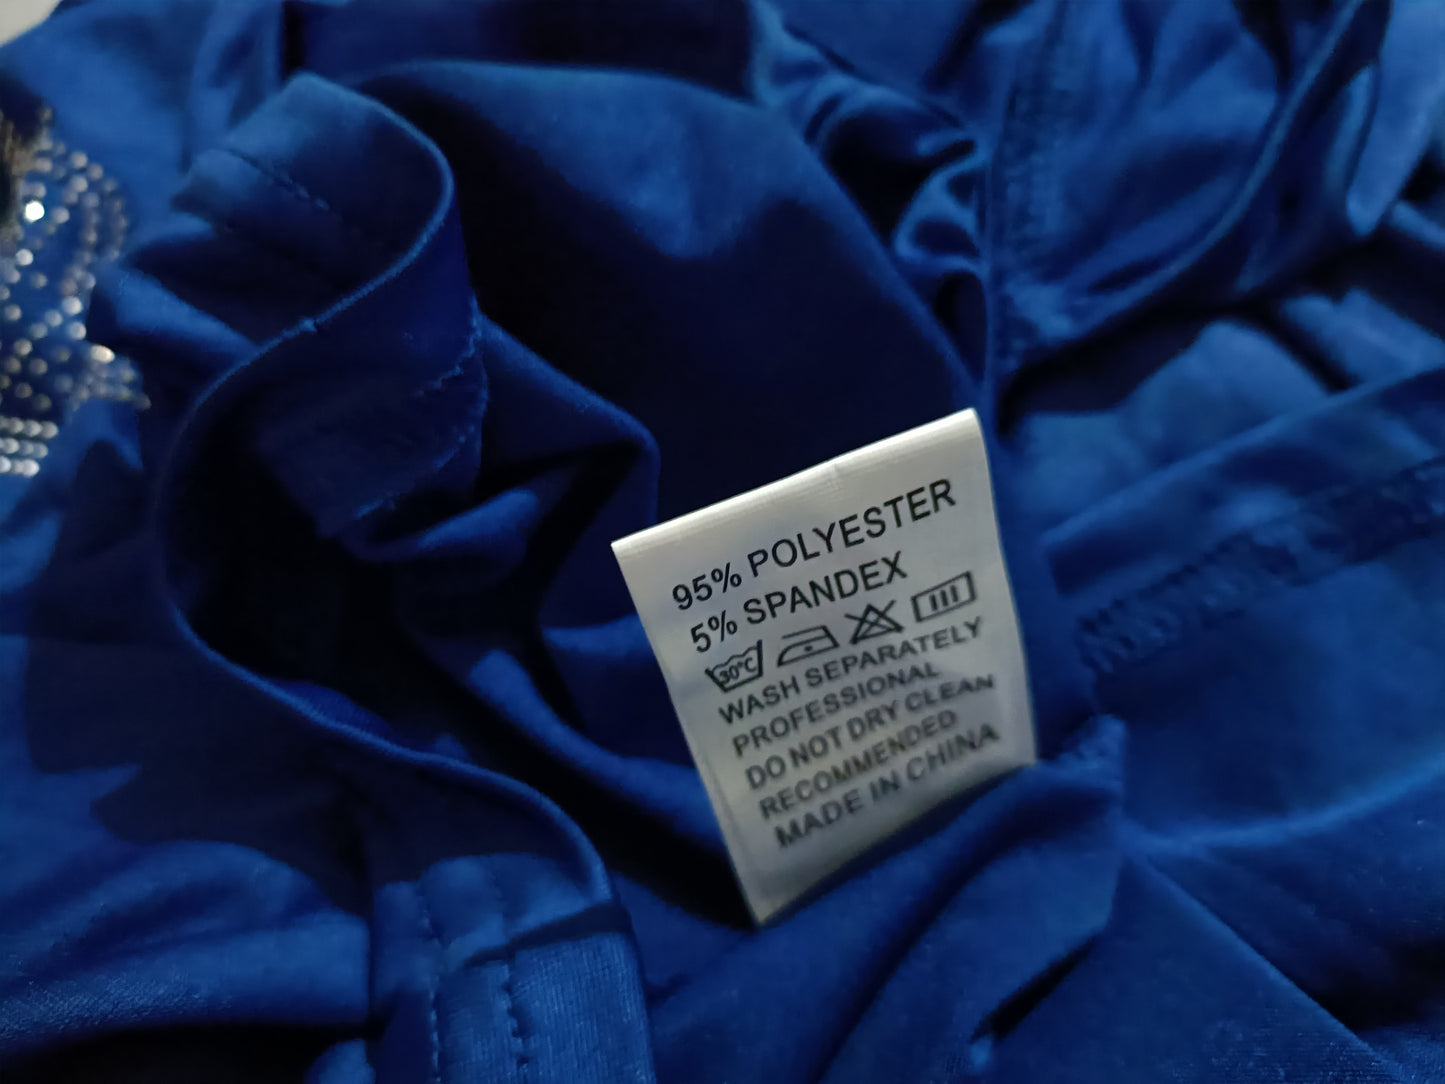 95% POLYESTER
5% SPANDEX
30°C
WASH SEPARATELY
PROFESSIONAL
DO NOT DRY CLEAN
RECOMMENDED
MADE IN CHINA